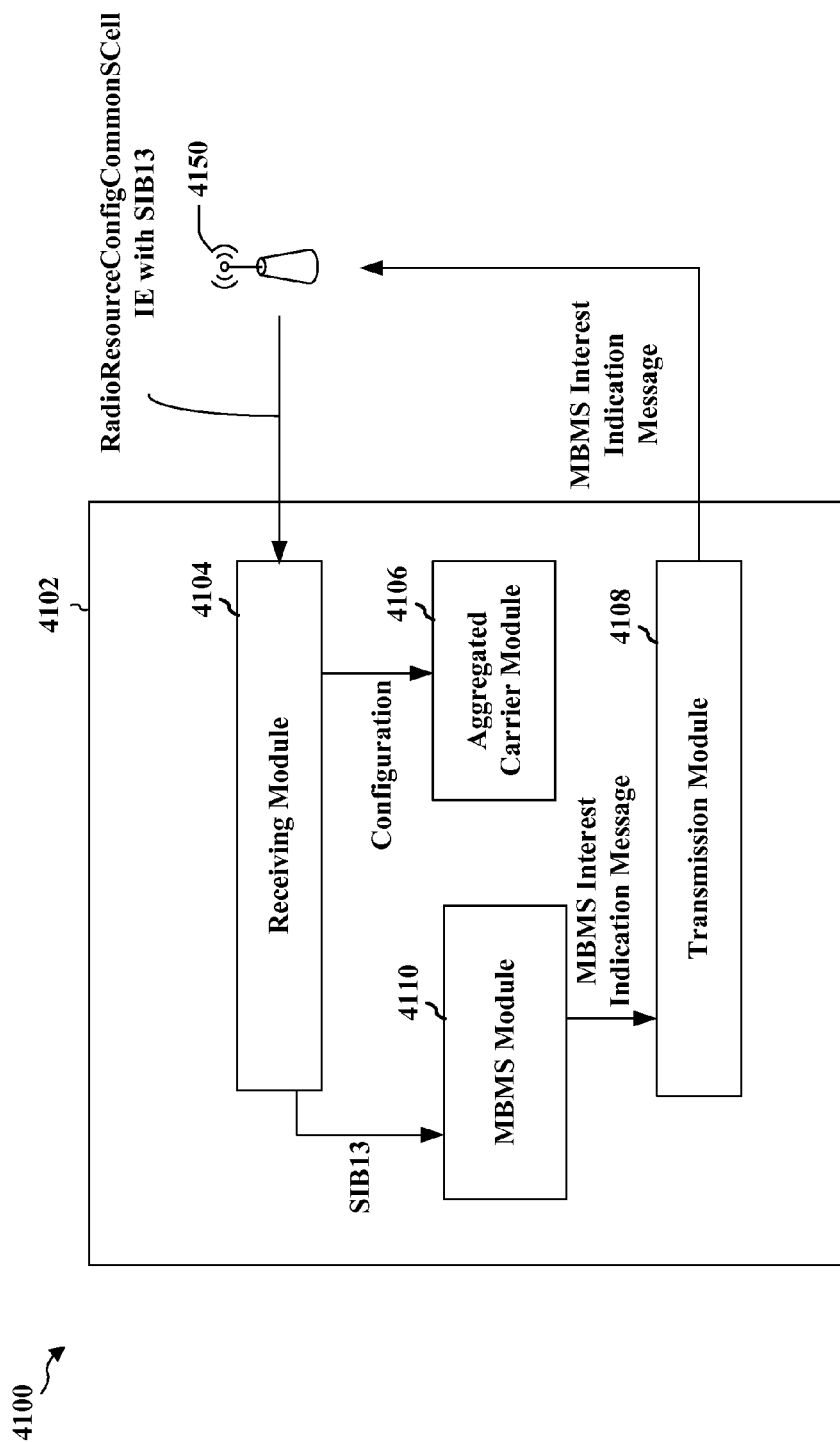 4100
4102
RadioResourceConfigCommonSCell
IE with SIB13
4150
4104
Receiving Module
SIB13
Configuration
4106
Aggregated
Carrier Module
4110
MBMS Module
MBMS Interest
Indication Message
4108
Transmission Module
MBMS Interest
Indication
Message